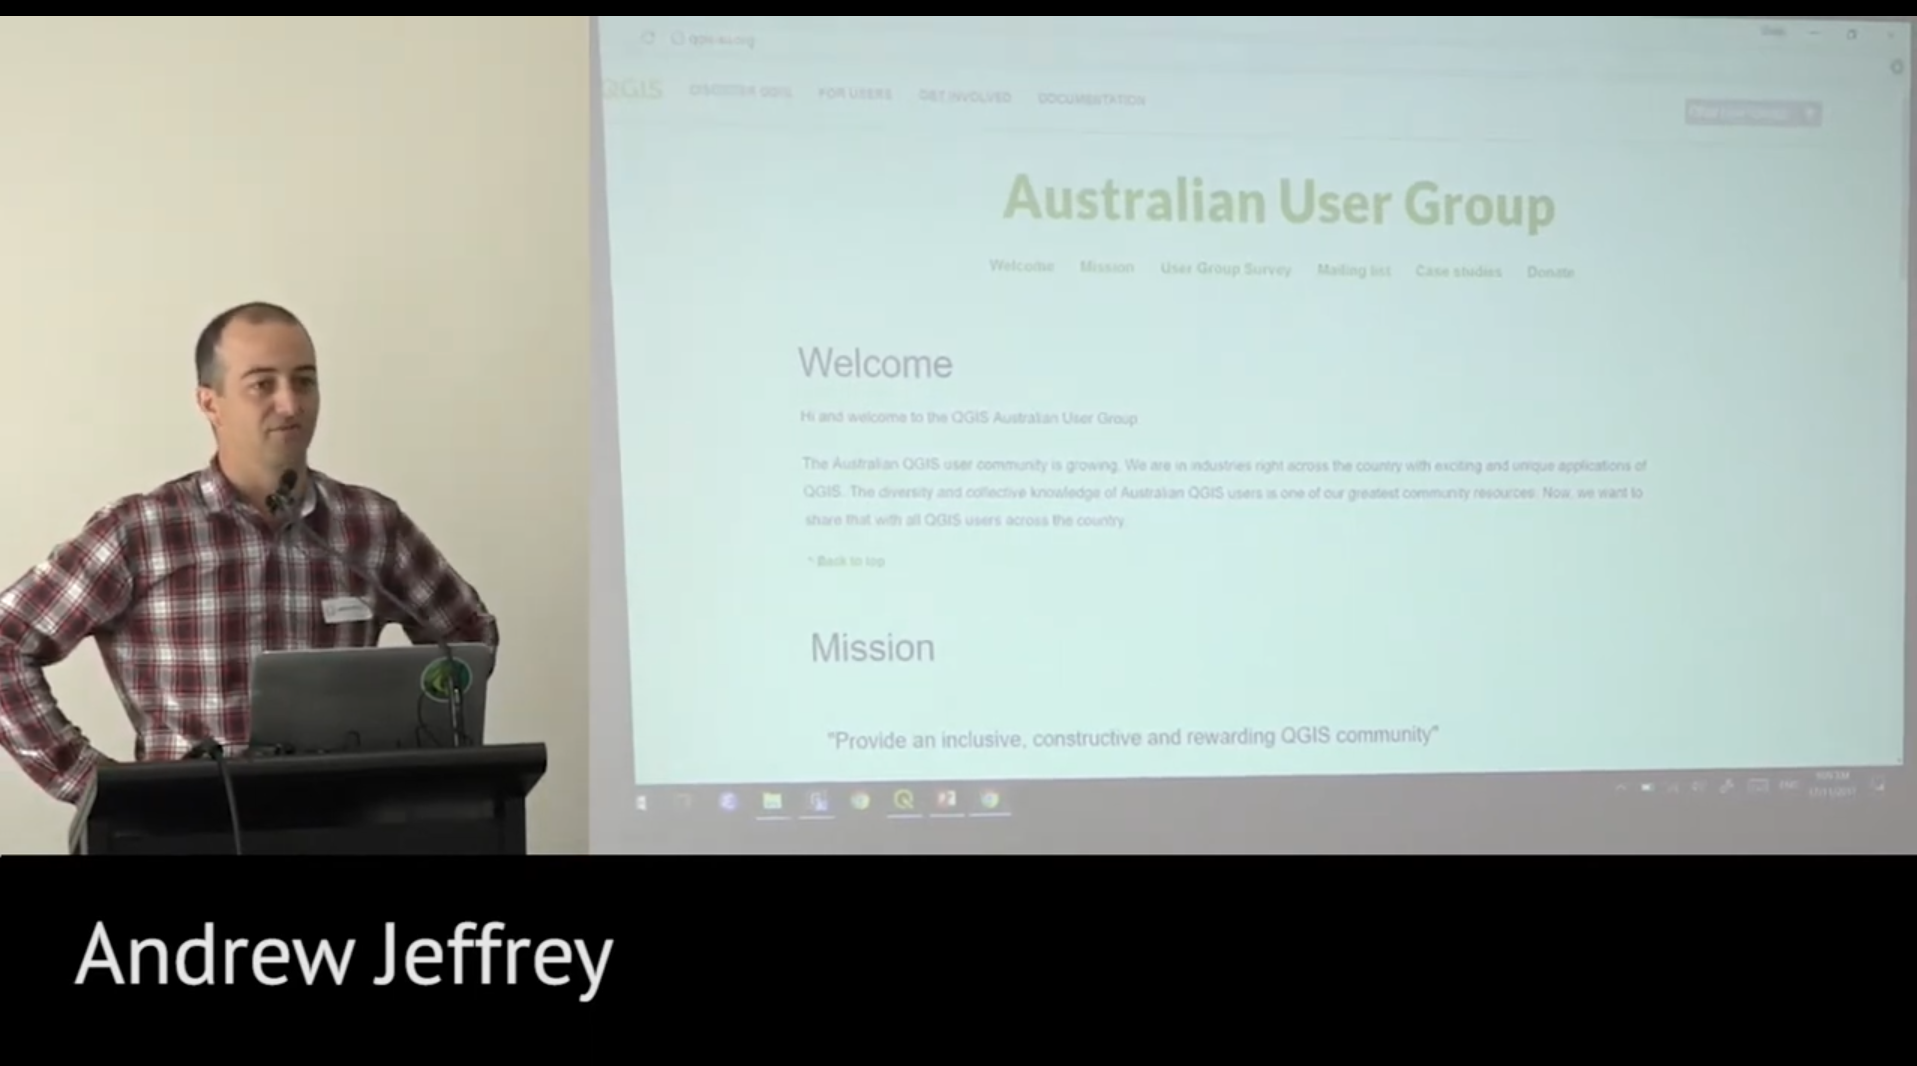 QGIS DISCOVER QGIS FOR USERS GET INVOLVED DOCUMENTATION
Australian User Group
Welcome Mission User Group Survey Mailing list Case studies Donate
Welcome
Hi and welcome to the QGIS Australian User Group
The Australian QGIS user community is growing. We are in industries right across the country with exciting and unique applications of
QGIS. The diversity and collective knowledge of Australian QGIS users is one of our greatest community resources. Now, we want to
share that with all QGIS users across the country.
^ Back to top
Mission
"Provide an inclusive, constructive and rewarding QGIS community"
Andrew Jeffrey